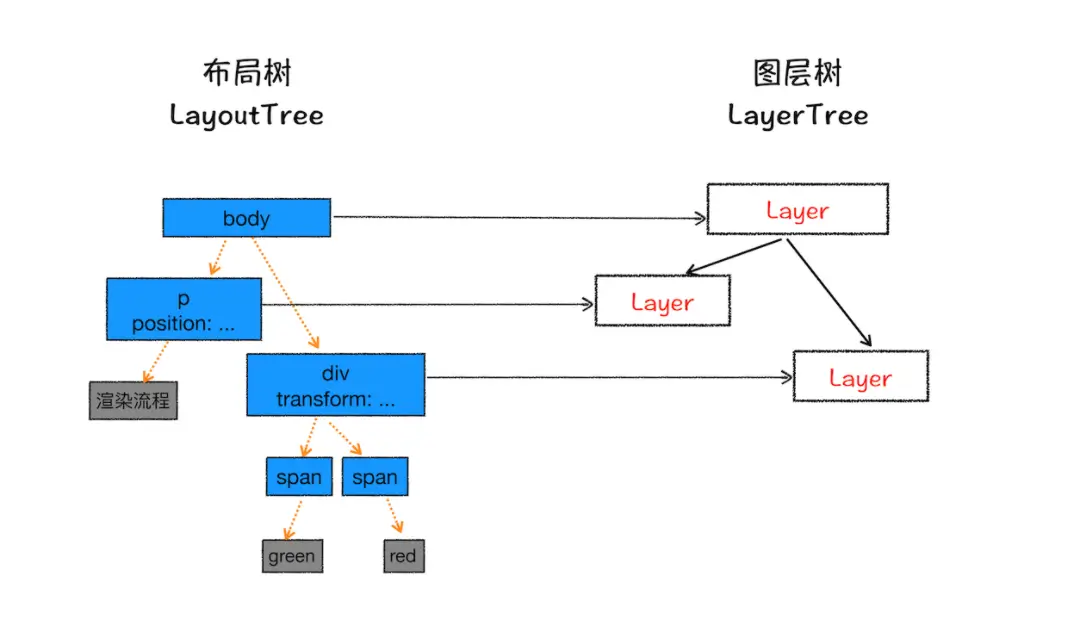 布局树
LayoutTree
图层树
LayerTree
body
Layer
p
position: ...
Layer
div
transform: ...
Layer
渲染流程
span
span
green
red